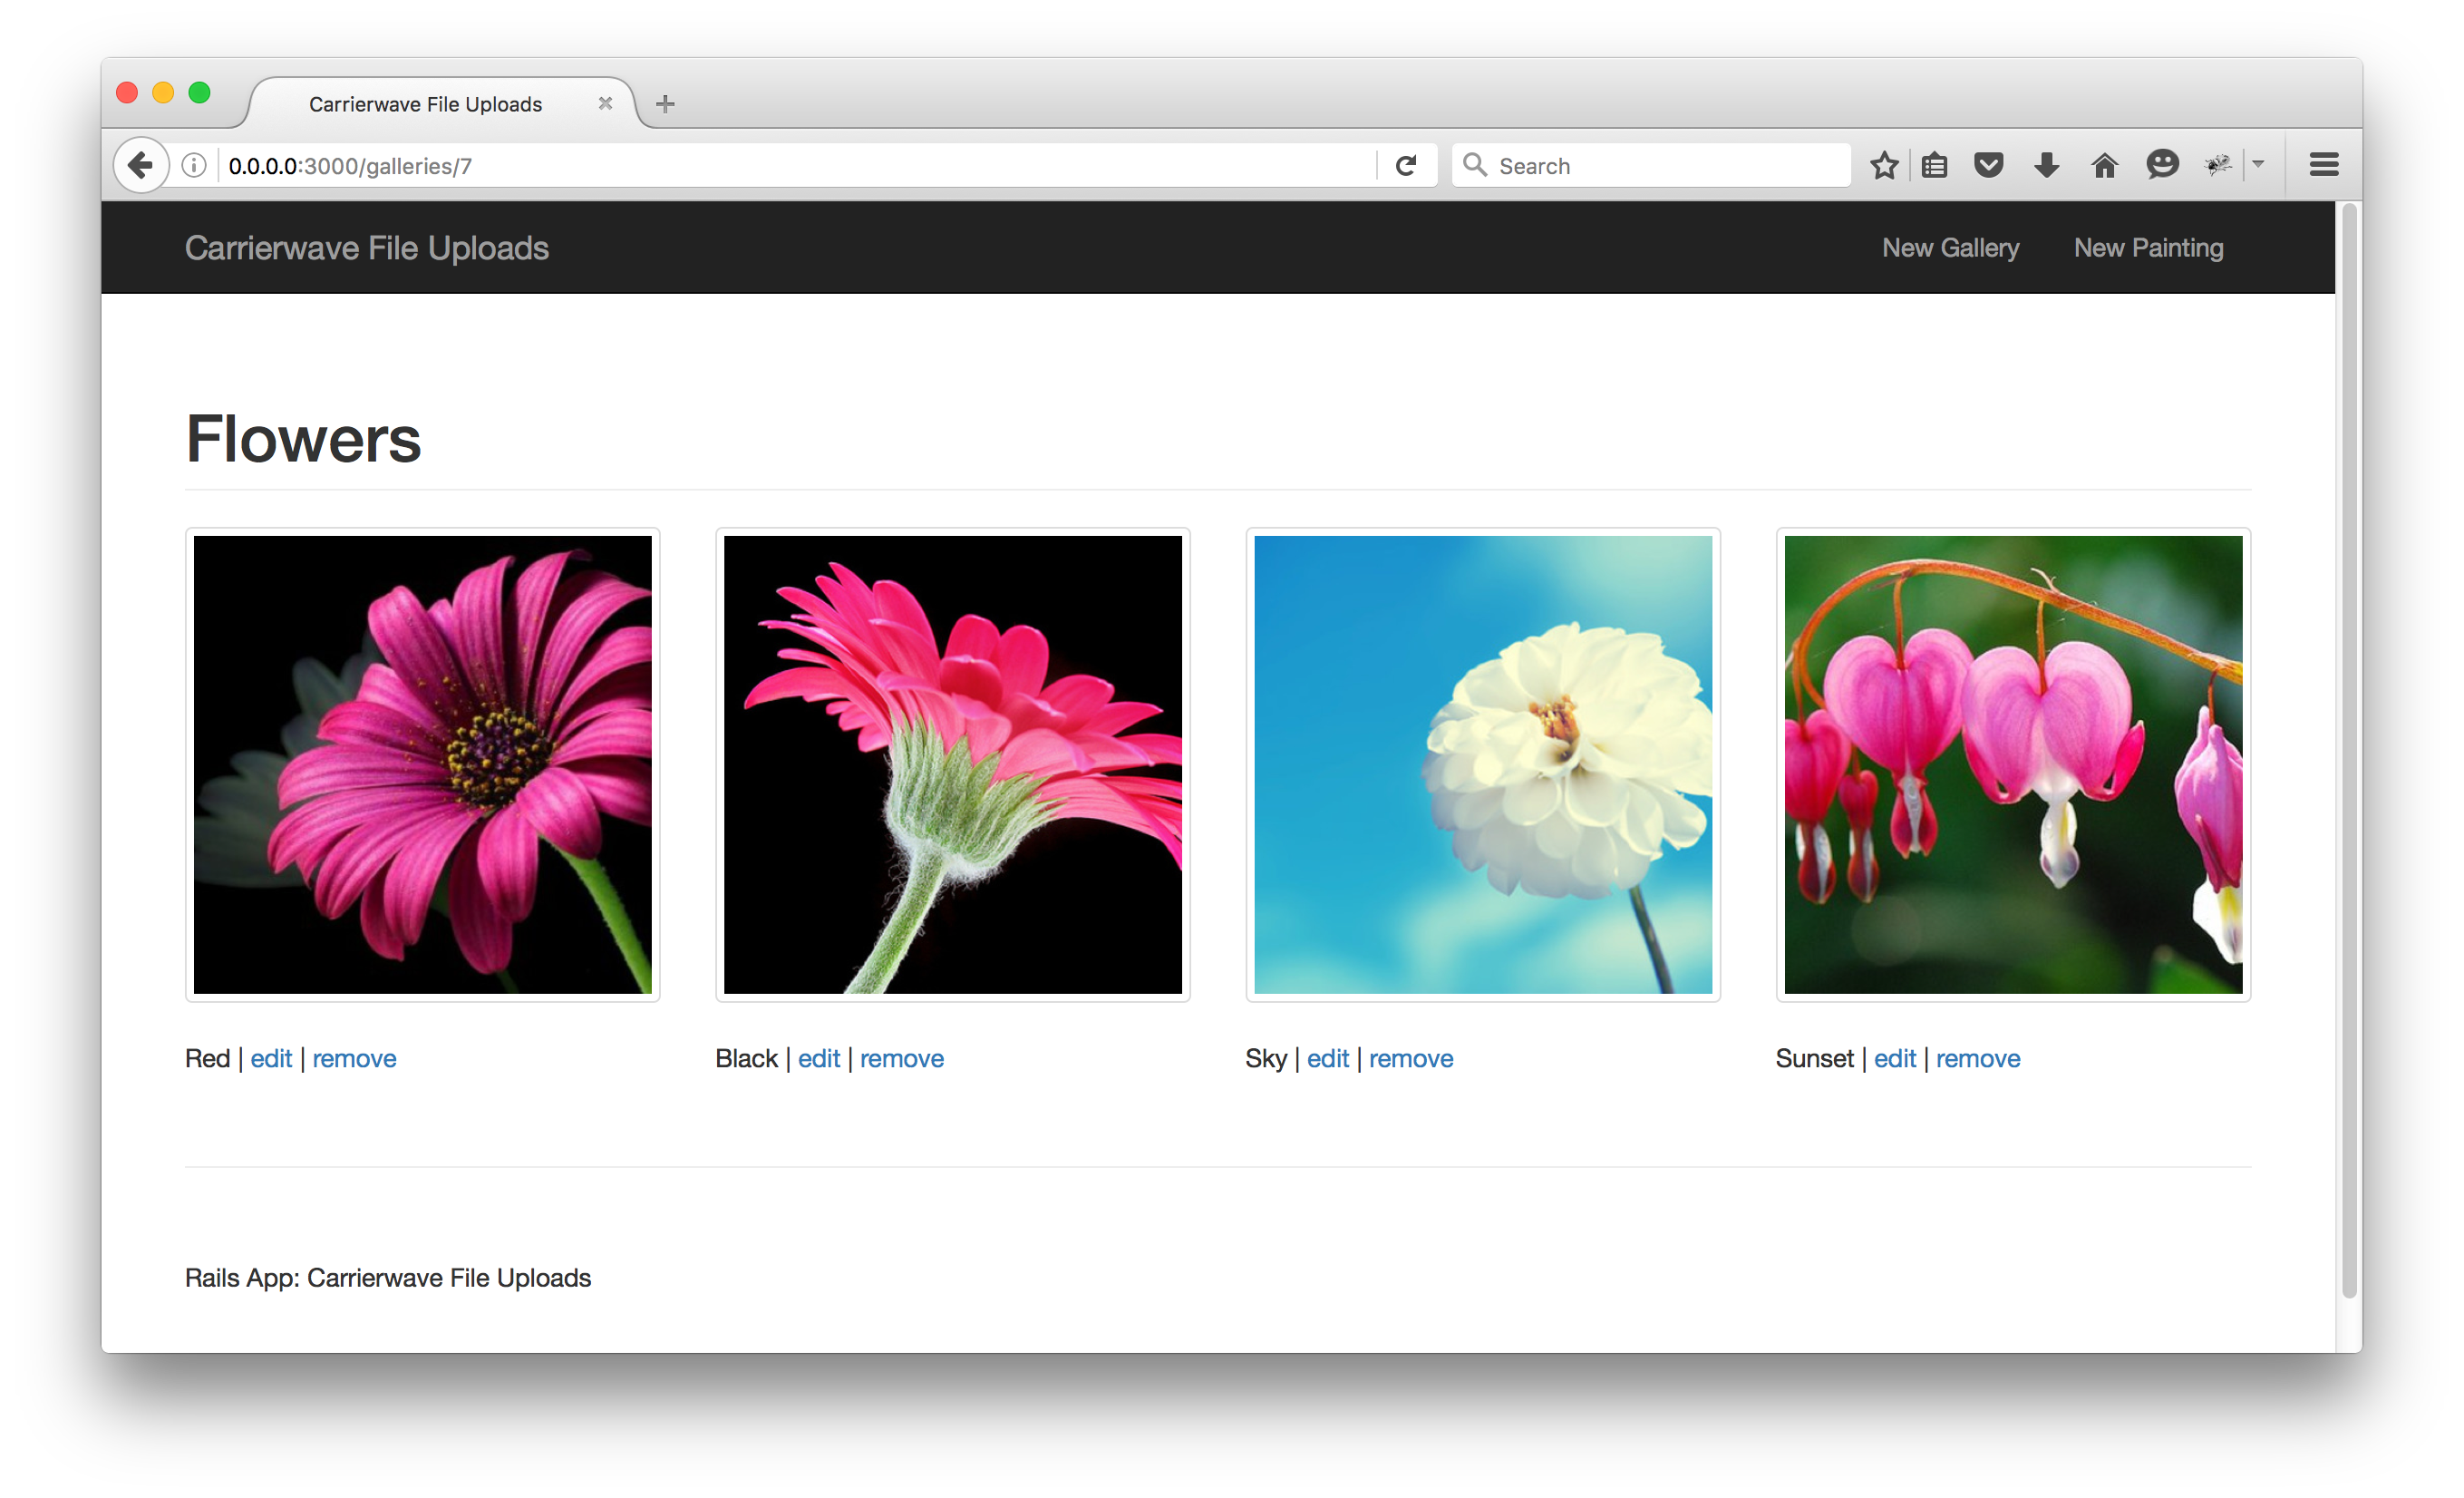 Carrierwave File Uploads
0.0.0.0:3000/galleries/7
Search
Carrierwave File Uploads
New Gallery
New Painting
Flowers
Red | edit | remove
Black | edit | remove
Sky | edit | remove
Sunset | edit | remove
Rails App: Carrierwave File Uploads